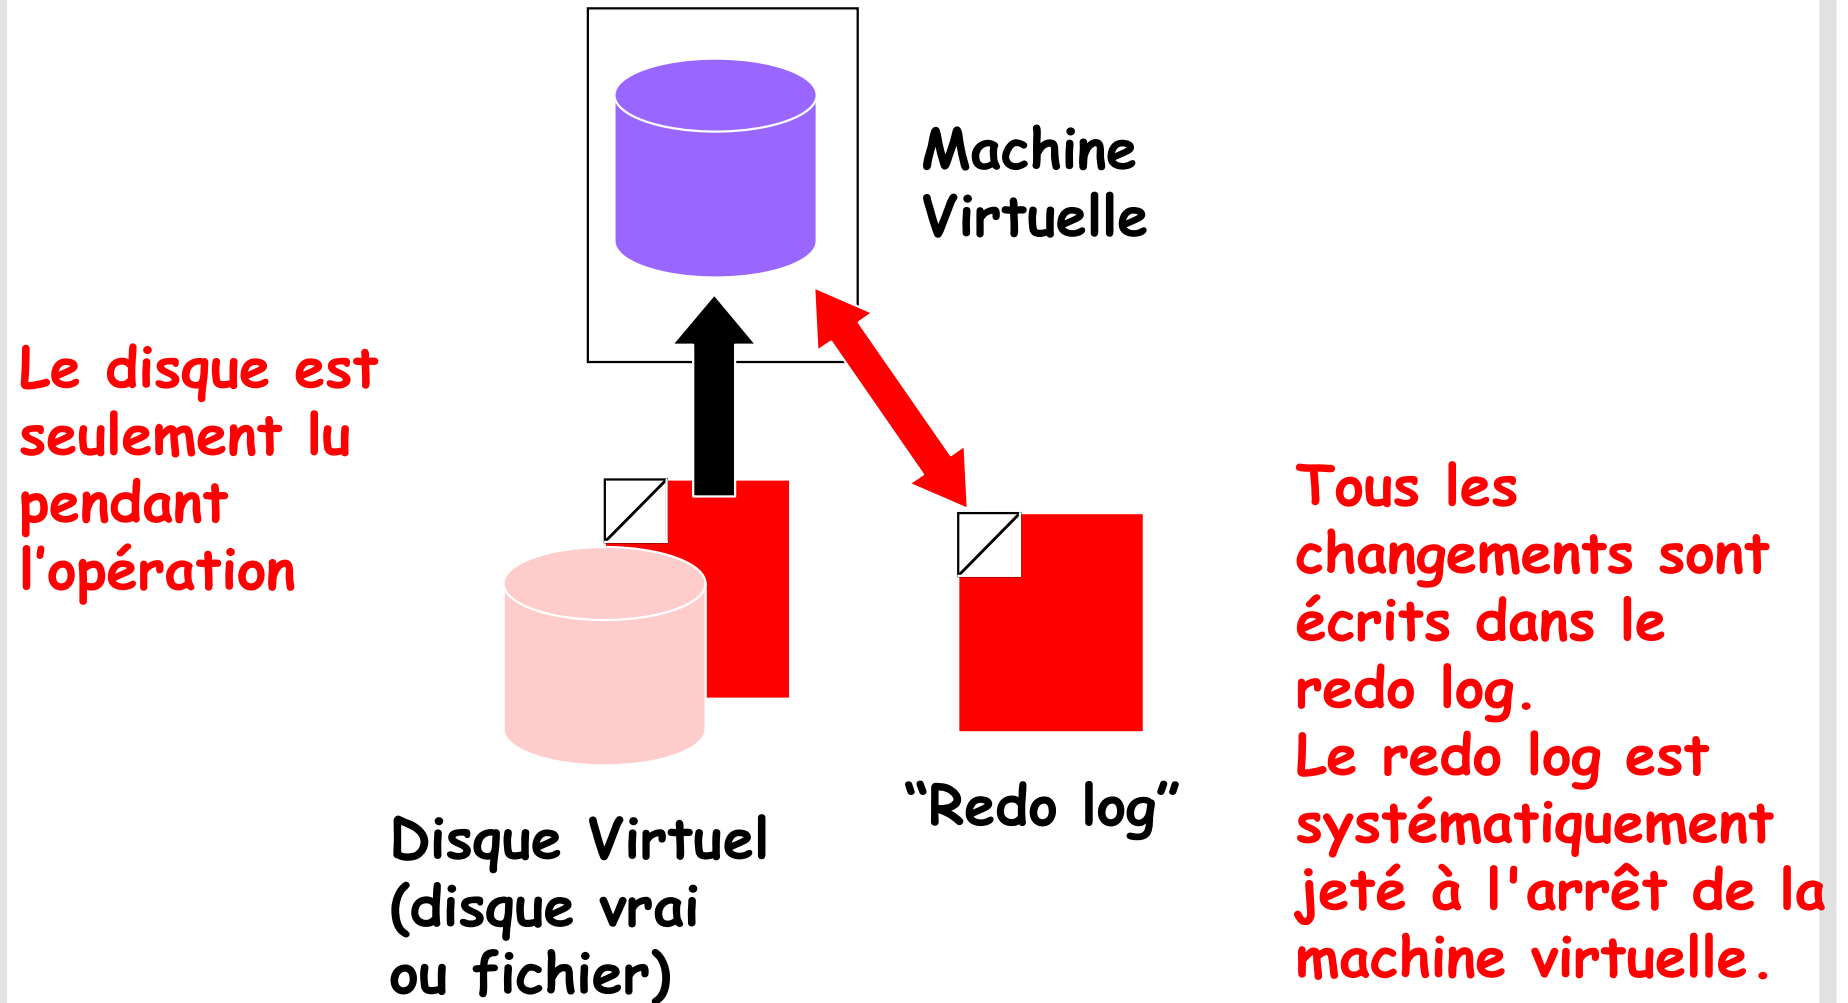 Machine
Virtuelle
Le disque est
seulement lu
pendant
l’opération
Tous les
changements sont
écrits dans le
redo log.
Le redo log est
systématiquement
jeté à l'arrêt de la
machine virtuelle.
“Redo log”
Disque Virtuel
(disque vrai
ou fichier)